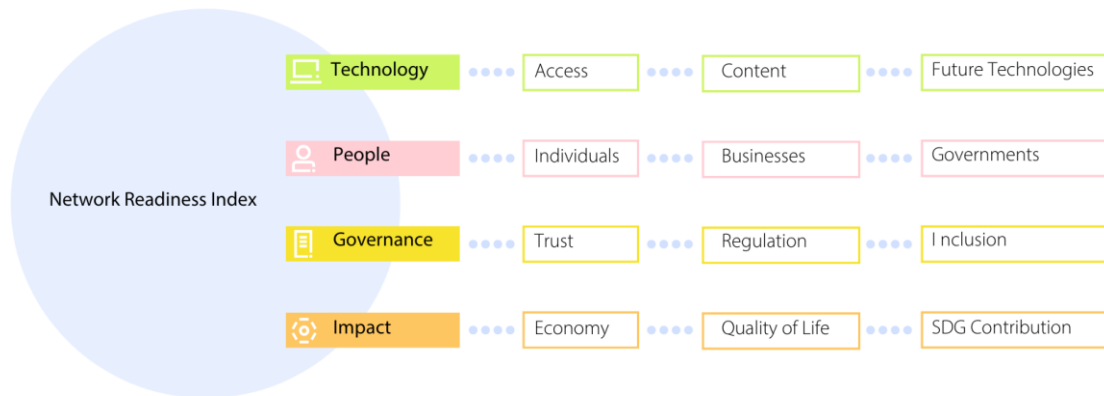 Technology Access Content Future Technologies
People Individuals Businesses Governments
Network Readiness Index
Governance Trust Regulation I nclusion
Impact Economy Quality of Life SDG Contribution